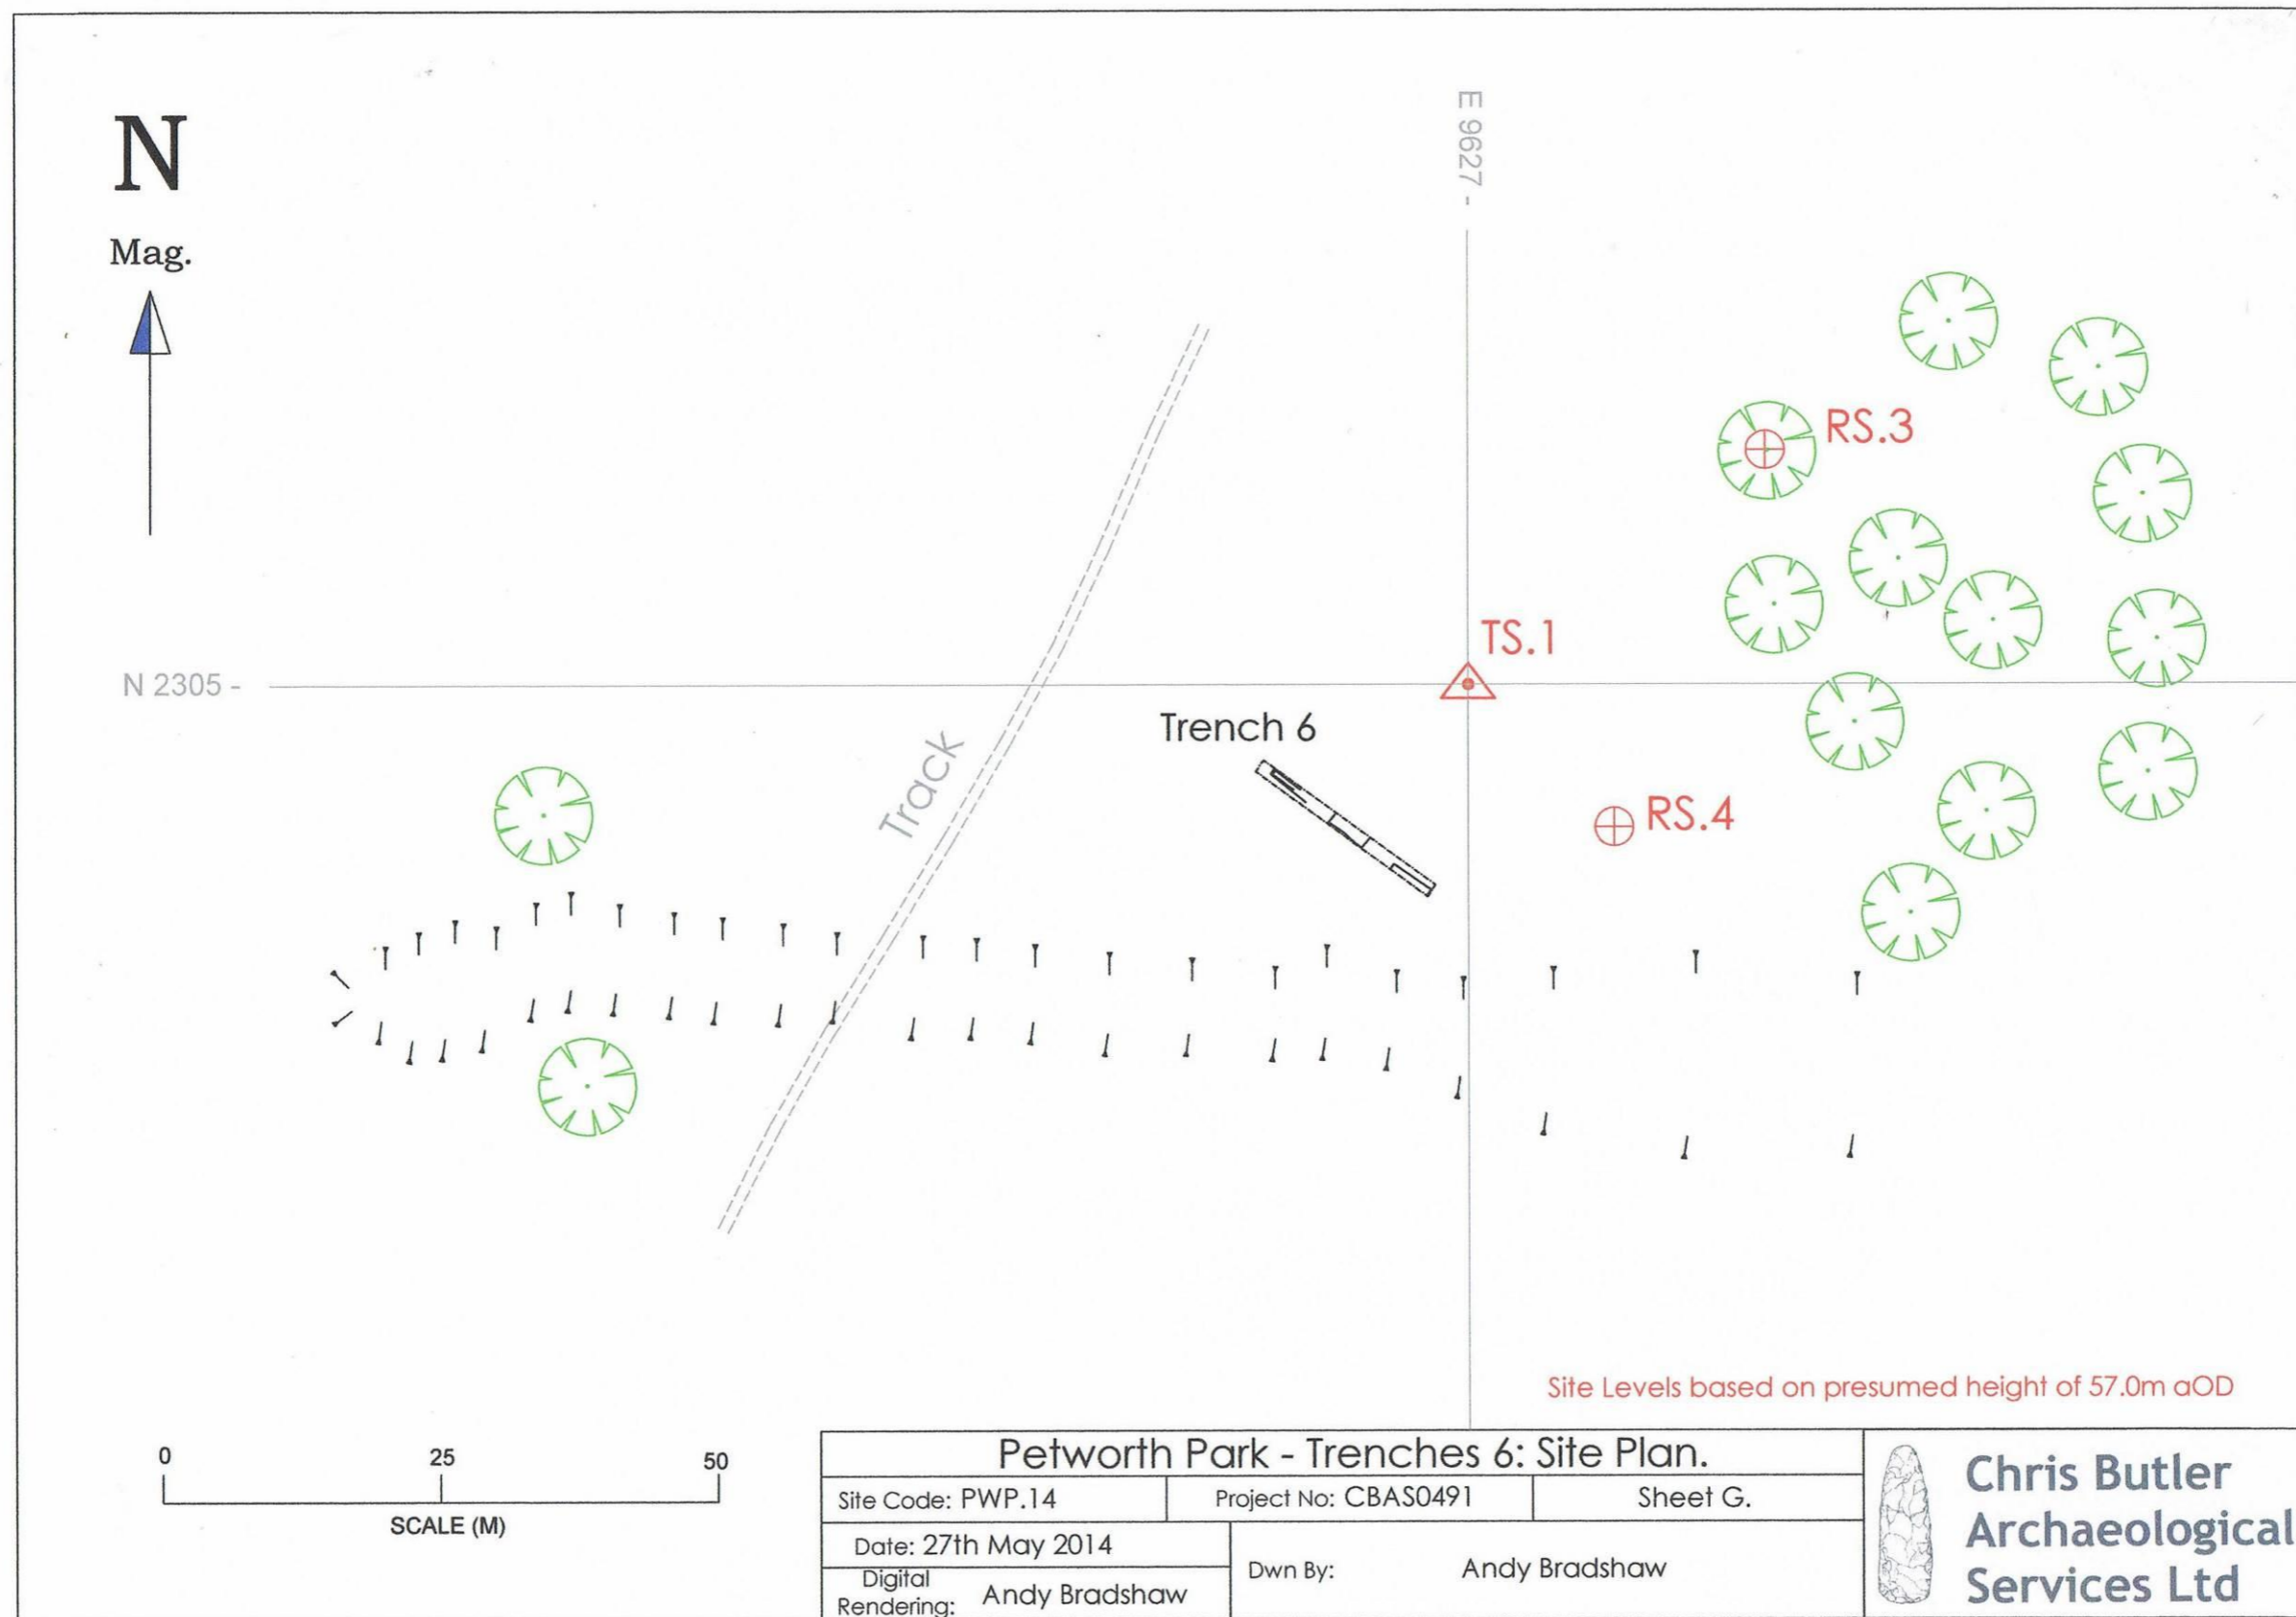 N
Mag.
E 9627 -
RS.3
TS.1
N 2305 -
Trench 6
Track
RS.4
Site Levels based on presumed height of 57.0m aOD
0 25 50
SCALE (M)
Petworth Park - Trenches 6: Site Plan.
Site Code: PWP.14
Project No: CBAS0491
Sheet G.
Date: 27th May 2014
Digital
Rendering: Andy Bradshaw
Dwn By: Andy Bradshaw
Chris Butler
Archaeological
Services Ltd